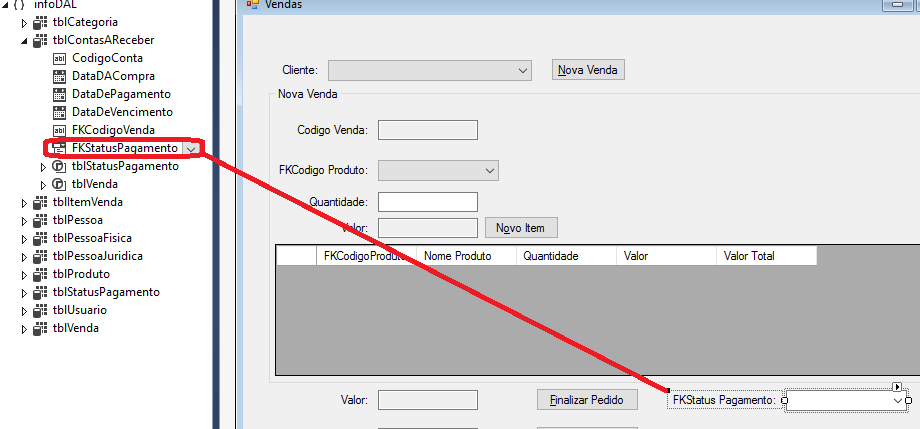 infoDAL
tblCategoria
tblContasAReceber
CodigoConta
DataDACompra
DataDePagamento
DataDeVencimento
FKCodigoVenda
FKStatusPagamento
tblStatusPagamento
tblVenda
tblItemVenda
tblPessoa
tblPessoaFisica
tblPessoaJuridica
tblProduto
tblStatusPagamento
tblUsuario
tblVenda
Vendas
Cliente: Nova Venda
Nova Venda
Codigo Venda:
FKCodigo Produto:
Quantidade:
Valor: Novo Item
FKCodigoProduto Nome Produto Quantidade Valor Valor Total
Valor: Finalizar Pedido FKStatus Pagamento: